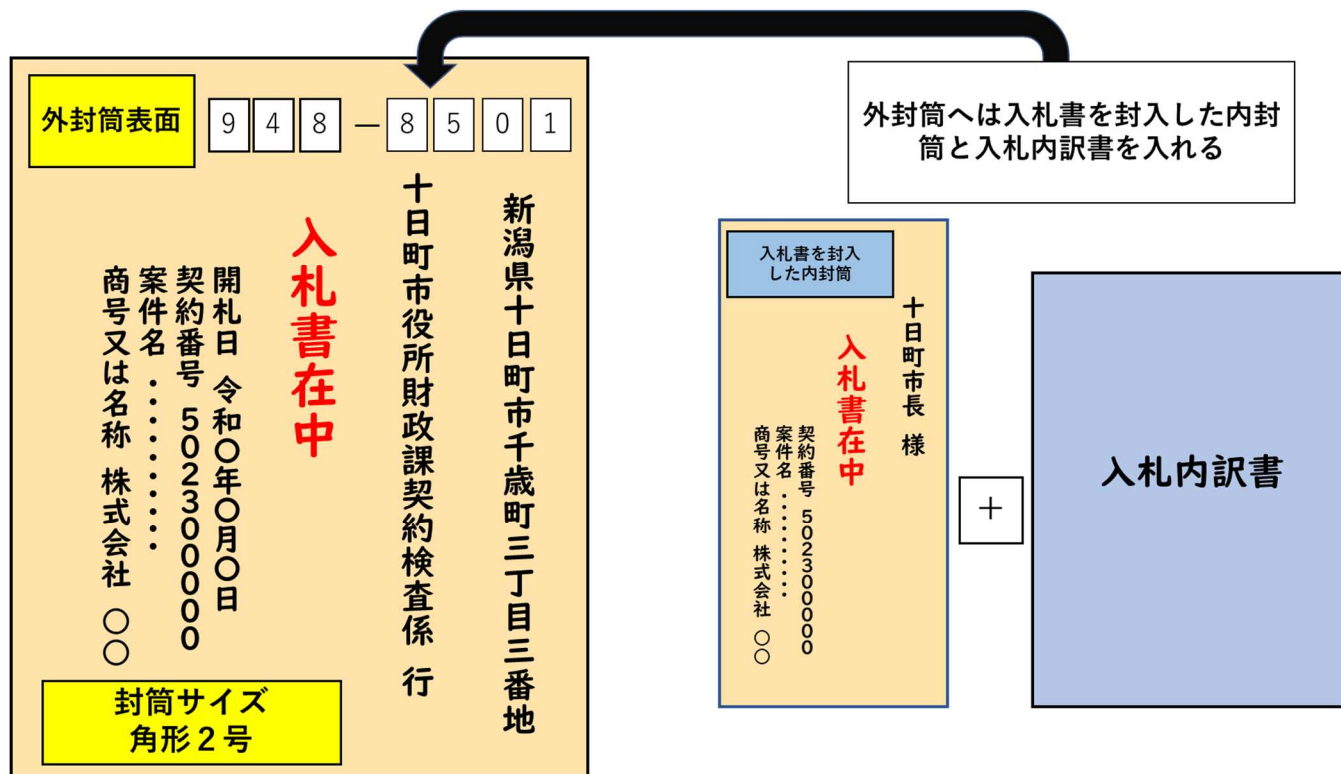 外封筒表面
948－8501
新潟県十日町市千歳町三丁目三番地
十日町市役所財政課契約検査係 行
入札書在中
開札日 令和〇年〇月〇日
契約番号 50230000
案件名 ：・・・・・・・
商号又は名称 株式会社 〇〇
封筒サイズ
角形２号
外封筒へは入札書を封入した内封
筒と入札内訳書を入れる
入札書を封入
した内封筒
十日町市長 様
入札書在中
契約番号 50230000
案件名 ：・・・・・・・
商号又は名称 株式会社 〇〇
＋
入札内訳書